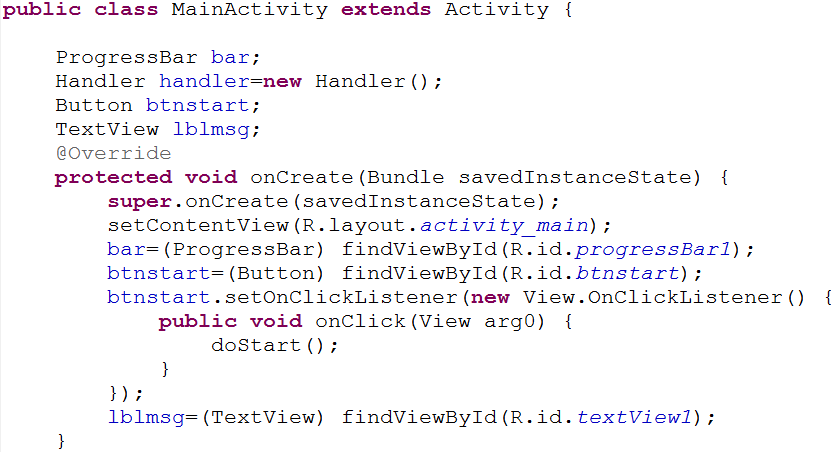 public class MainActivity extends Activity {
ProgressBar bar;
Handler handler=new Handler();
Button btnstart;
TextView lblmsg;
@Override
protected void onCreate(Bundle savedInstanceState) {
super.onCreate(savedInstanceState);
setContentView(R.layout.activity_main);
bar=(ProgressBar) findViewById(R.id.progressBar1);
btnstart=(Button) findViewById(R.id.btnstart);
btnstart.setOnClickListener(new View.OnClickListener() {
public void onClick(View arg0) {
doStart();
}
});
lblmsg=(TextView) findViewById(R.id.textView1);
}